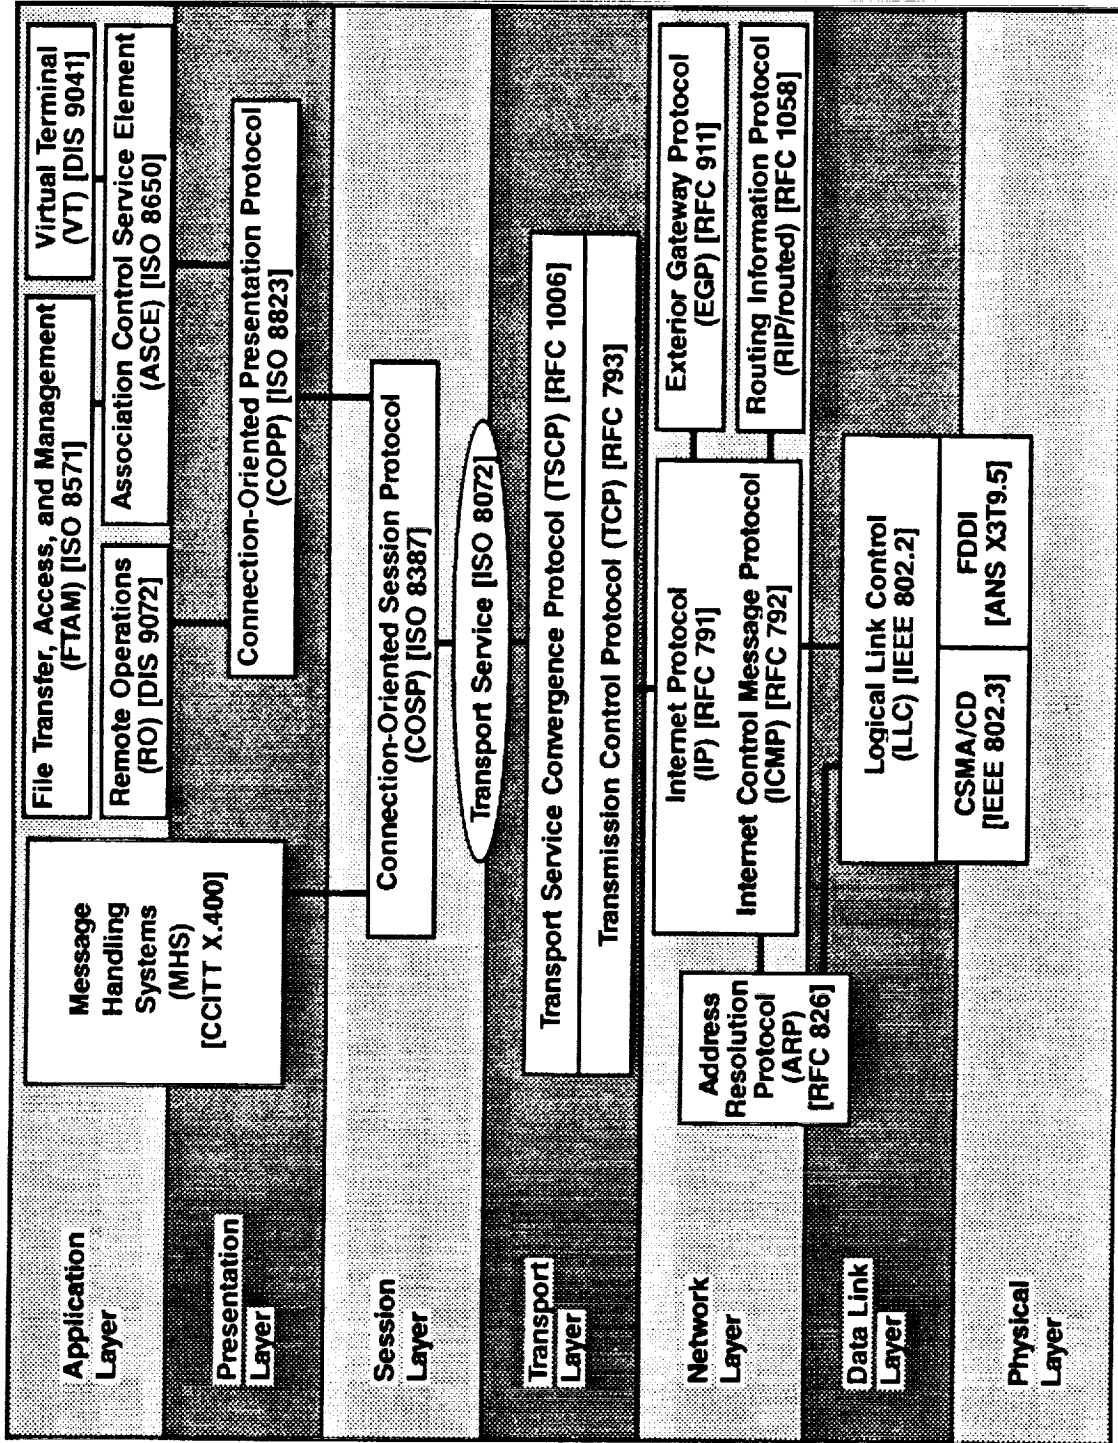 Application
Layer
Message
Handling
Systems
(MHS)
[CCITT X.400]
File Transfer, Access, and Management
(FTAM) [ISO 8571]
Virtual Terminal
(VT) [DIS 9041]
Remote Operations
(RO) [DIS 9072]
Association Control Service Element
(ASCE) [ISO 8650]
Presentation
Layer
Connection-Oriented Presentation Protocol
(COPP) [ISO 8823]
Session
Layer
Connection-Oriented Session Protocol
(COSP) [ISO 8387]
Transport Service [ISO 8072]
Transport
Layer
Transport Service Convergence Protocol (TSCP) [RFC 1006]
Transmission Control Protocol (TCP) [RFC 793]
Network
Layer
Address
Resolution
Protocol
(ARP)
[RFC 826]
Internet Protocol
(IP) [RFC 791]
Internet Control Message Protocol
(ICMP) [RFC 792]
Exterior Gateway Protocol
(EGP) [RFC 911]
Routing Information Protocol
(RIP/routed) [RFC 1058]
Data Link
Layer
Logical Link Control
(LLC) [IEEE 802.2]
CSMA/CD
[IEEE 802.3]
FDDI
[ANS X3T9.5]
Physical
Layer